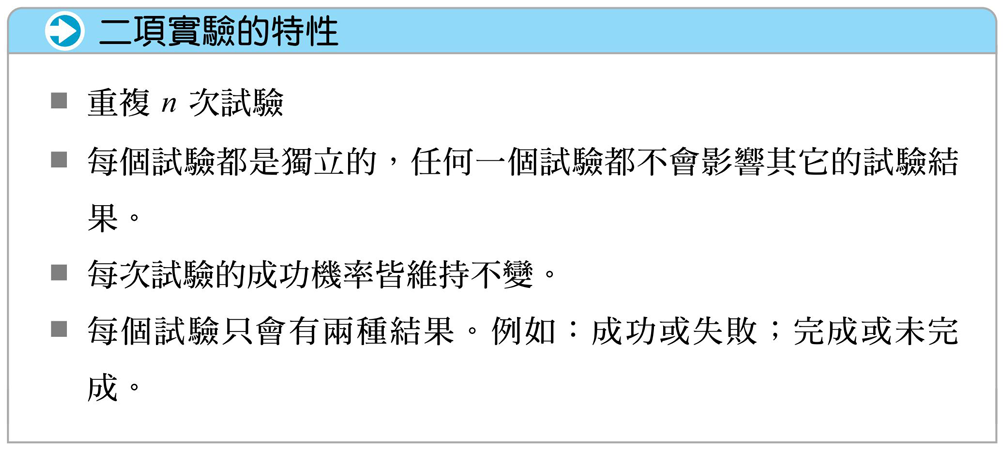 二項實驗的特性
■ 重複 n 次試驗
■ 每個試驗都是獨立的，任何一個試驗都不會影響其它的試驗結
果。
■ 每次試驗的成功機率皆維持不變。
■ 每個試驗只會有兩種結果。例如：成功或失敗；完成或未完
成。